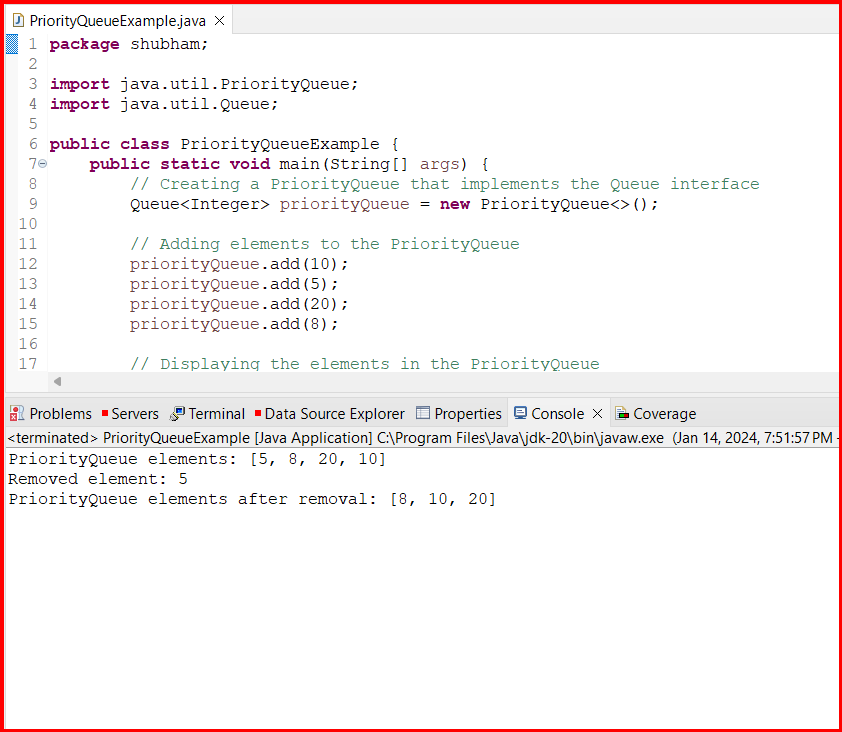 PriorityQueueExample.java
1 package shubham;
2
3 import java.util.PriorityQueue;
4 import java.util.Queue;
5
6 public class PriorityQueueExample {
7 public static void main(String[] args) {
8 // Creating a PriorityQueue that implements the Queue interface
9 Queue<Integer> priorityQueue = new PriorityQueue<>();
10
11 // Adding elements to the PriorityQueue
12 priorityQueue.add(10);
13 priorityQueue.add(5);
14 priorityQueue.add(20);
15 priorityQueue.add(8);
16
17 // Displaying the elements in the PriorityQueue
Problems Servers Terminal Data Source Explorer Properties Console Coverage
<terminated> PriorityQueueExample [Java Application] C:\Program Files\Java\jdk-20\bin\javaw.exe (Jan 14, 2024, 7:51:57 PM -
PriorityQueue elements: [5, 8, 20, 10]
Removed element: 5
PriorityQueue elements after removal: [8, 10, 20]